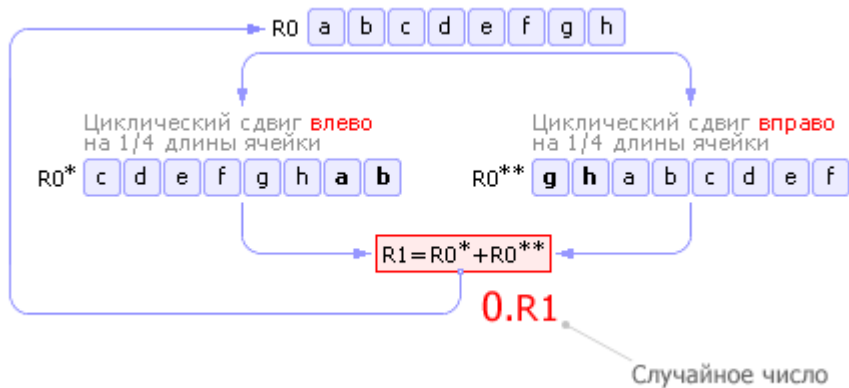 R0 a b c d e f g h
Циклический сдвиг влево
на 1/4 длины ячейки
R0* c d e f g h a b
Циклический сдвиг вправо
на 1/4 длины ячейки
R0** g h a b c d e f
R1=R0*+R0**
0.R1
Случайное число